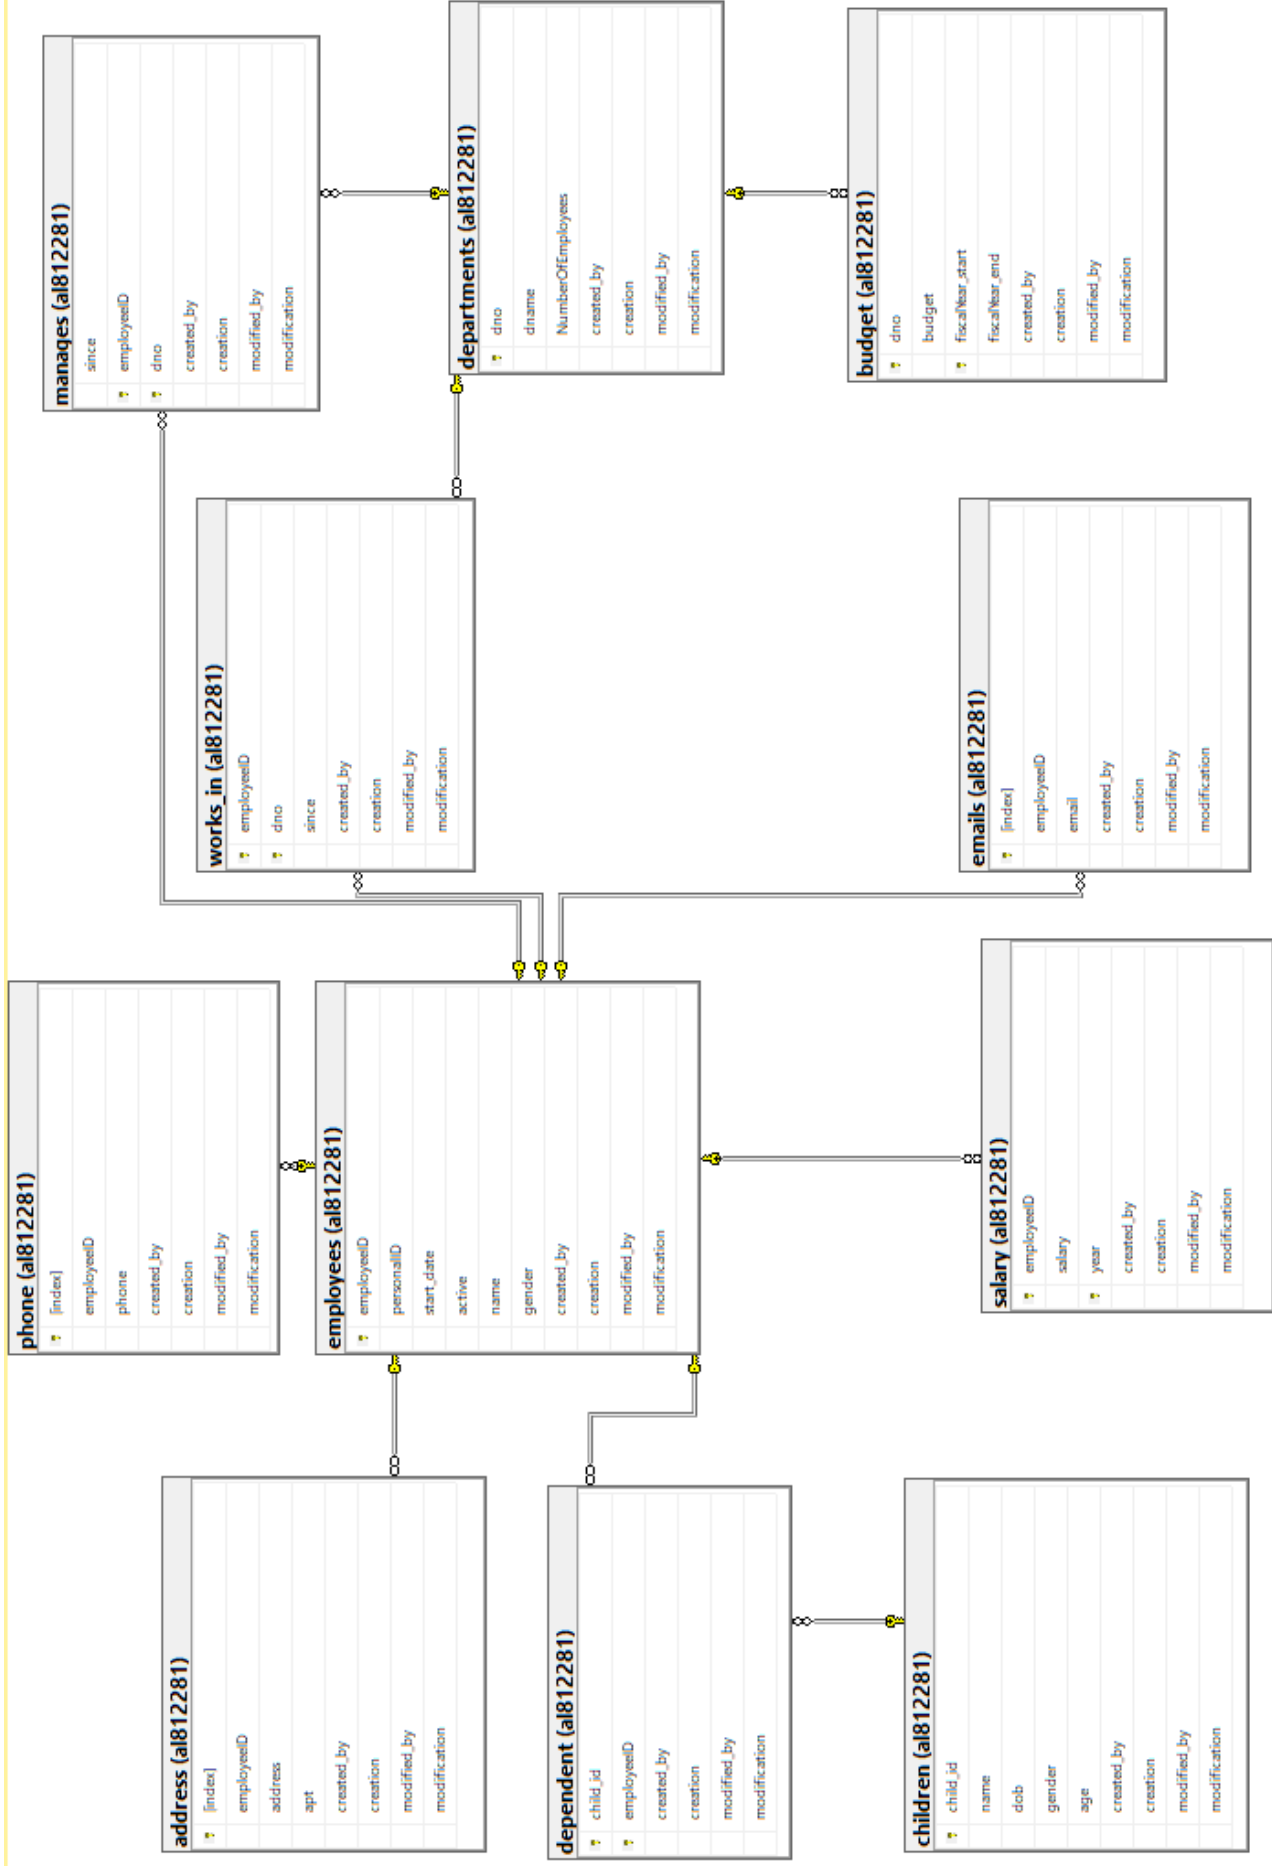 address (al812281)
[index]
employeeID
address
apt
created_by
creation
modified_by
modification
phone (al812281)
[index]
employeeID
phone
created_by
creation
modified_by
modification
manages (al812281)
since
employeeID
dno
created_by
creation
modified_by
modification
works_in (al812281)
employeeID
dno
since
created_by
creation
modified_by
modification
employees (al812281)
employeeID
personalID
start_date
active
name
gender
created_by
creation
modified_by
modification
departments (al812281)
dno
dname
NumberOfEmployees
created_by
creation
modified_by
modification
dependent (al812281)
child_id
employeeID
created_by
creation
modified_by
modification
budget (al812281)
dno
budget
fiscalYear_start
fiscalYear_end
created_by
creation
modified_by
modification
children (al812281)
child_id
name
dob
gender
age
created_by
creation
modified_by
modification
salary (al812281)
employeeID
salary
year
created_by
creation
modified_by
modification
emails (al812281)
[index]
employeeID
email
created_by
creation
modified_by
modification